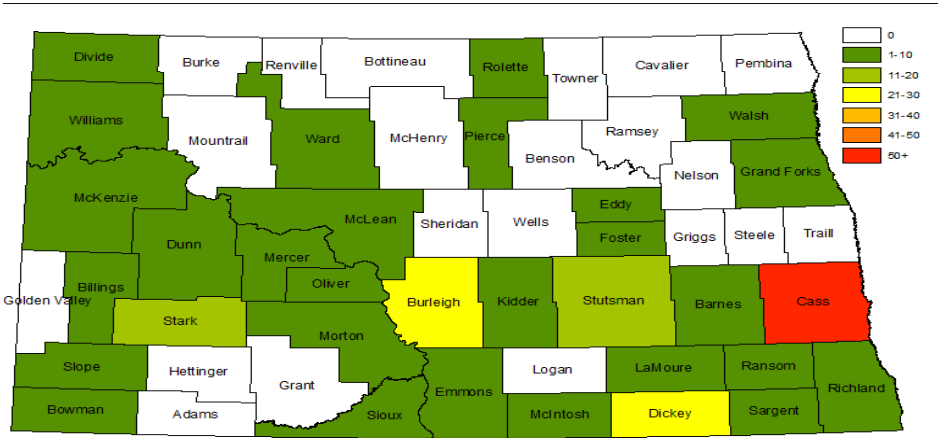 Divide
Burke
Renville
Bottineau
Rolette
Towner
Cavalier
Pembina
0
1-10
11-20
21-30
31-40
41-50
50+
Williams
Mountrail
Ward
McHenry
Pierce
Benson
Ramsey
Walsh
Nelson
Grand Forks
McKenzie
Dunn
McLean
Sheridan
Wells
Eddy
Foster
Griggs
Steele
Traill
Golden Valley
Billings
Mercer
Oliver
Stark
Burleigh
Kidder
Stutsman
Barnes
Cass
Morton
Slope
Hettinger
Grant
Emmons
Logan
LaMoure
Ransom
Richland
Bowman
Adams
Sioux
McIntosh
Dickey
Sargent